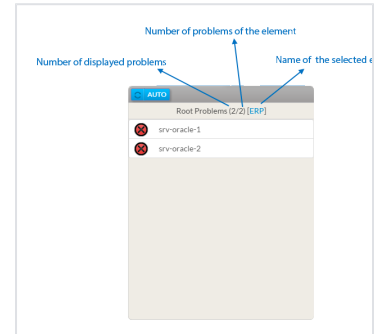 Number of problems of the element
Number of displayed problems
Name of the selected e
AUTO
Root Problems (2/2) [ERP]
srv-oracle-1
srv-oracle-2